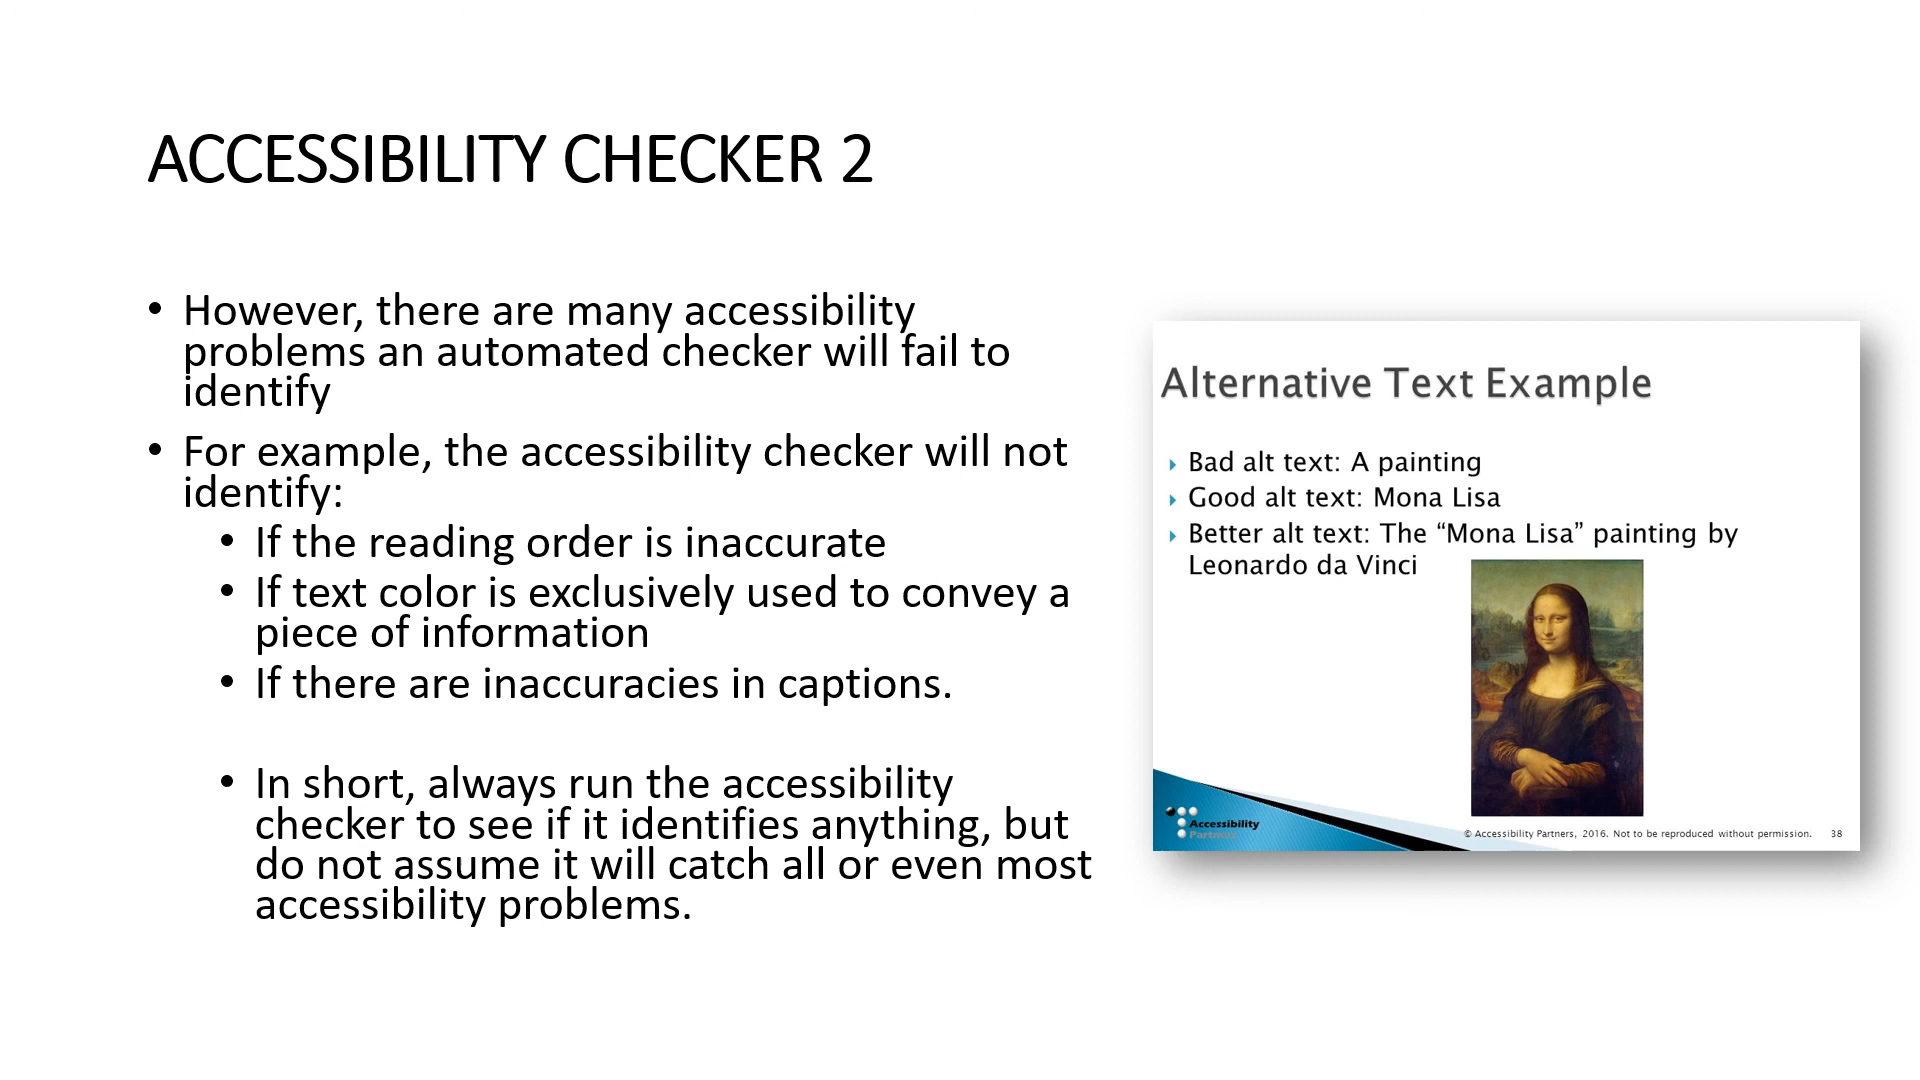 ACCESSIBILITY CHECKER 2
• However, there are many accessibility
problems an automated checker will fail to
identify
• For example, the accessibility checker will not
identify:
• If the reading order is inaccurate
• If text color is exclusively used to convey a
piece of information
• If there are inaccuracies in captions.
• In short, always run the accessibility
checker to see if it identifies anything, but
do not assume it will catch all or even most
accessibility problems.
Alternative Text Example
Bad alt text: A painting
Good alt text: Mona Lisa
Better alt text: The “Mona Lisa” painting by
Leonardo da Vinci
Accessibility
Partners
© Accessibility Partners, 2016. Not to be reproduced without permission. 38